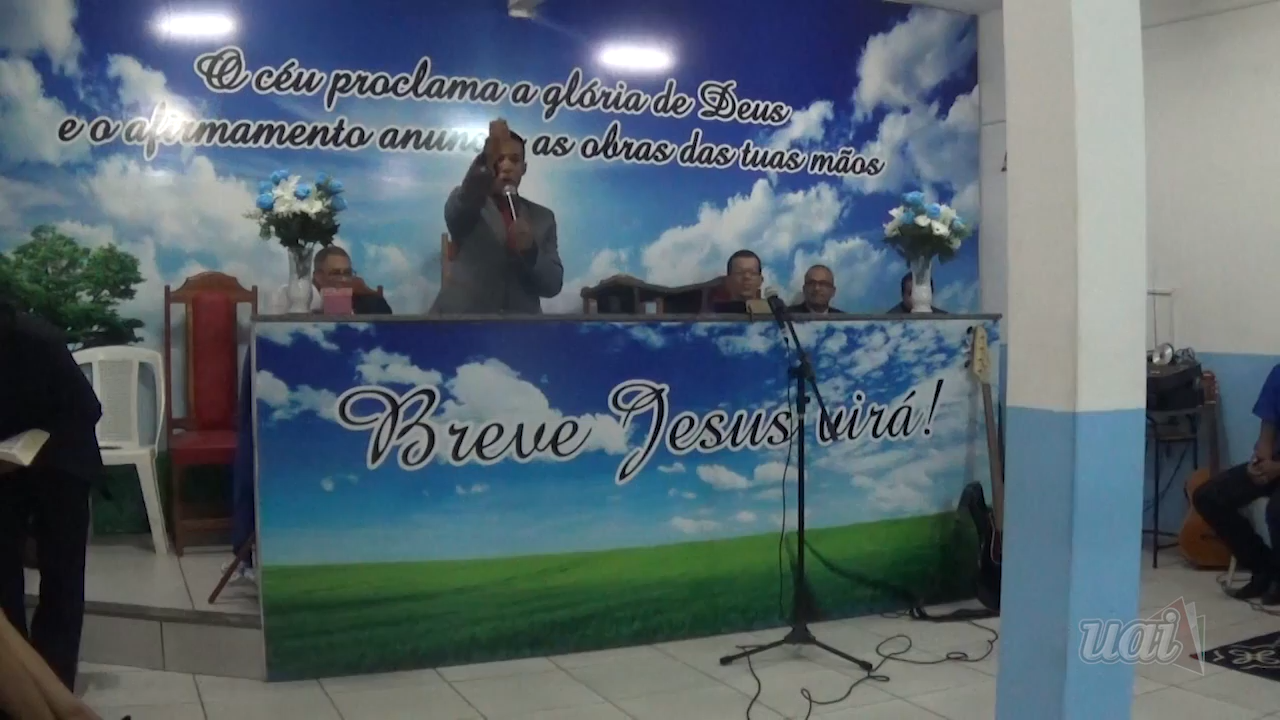 O céu proclama a glória de Deus
e o afirmamento as obras das tuas mãos
Breve Jesus virá!
uai